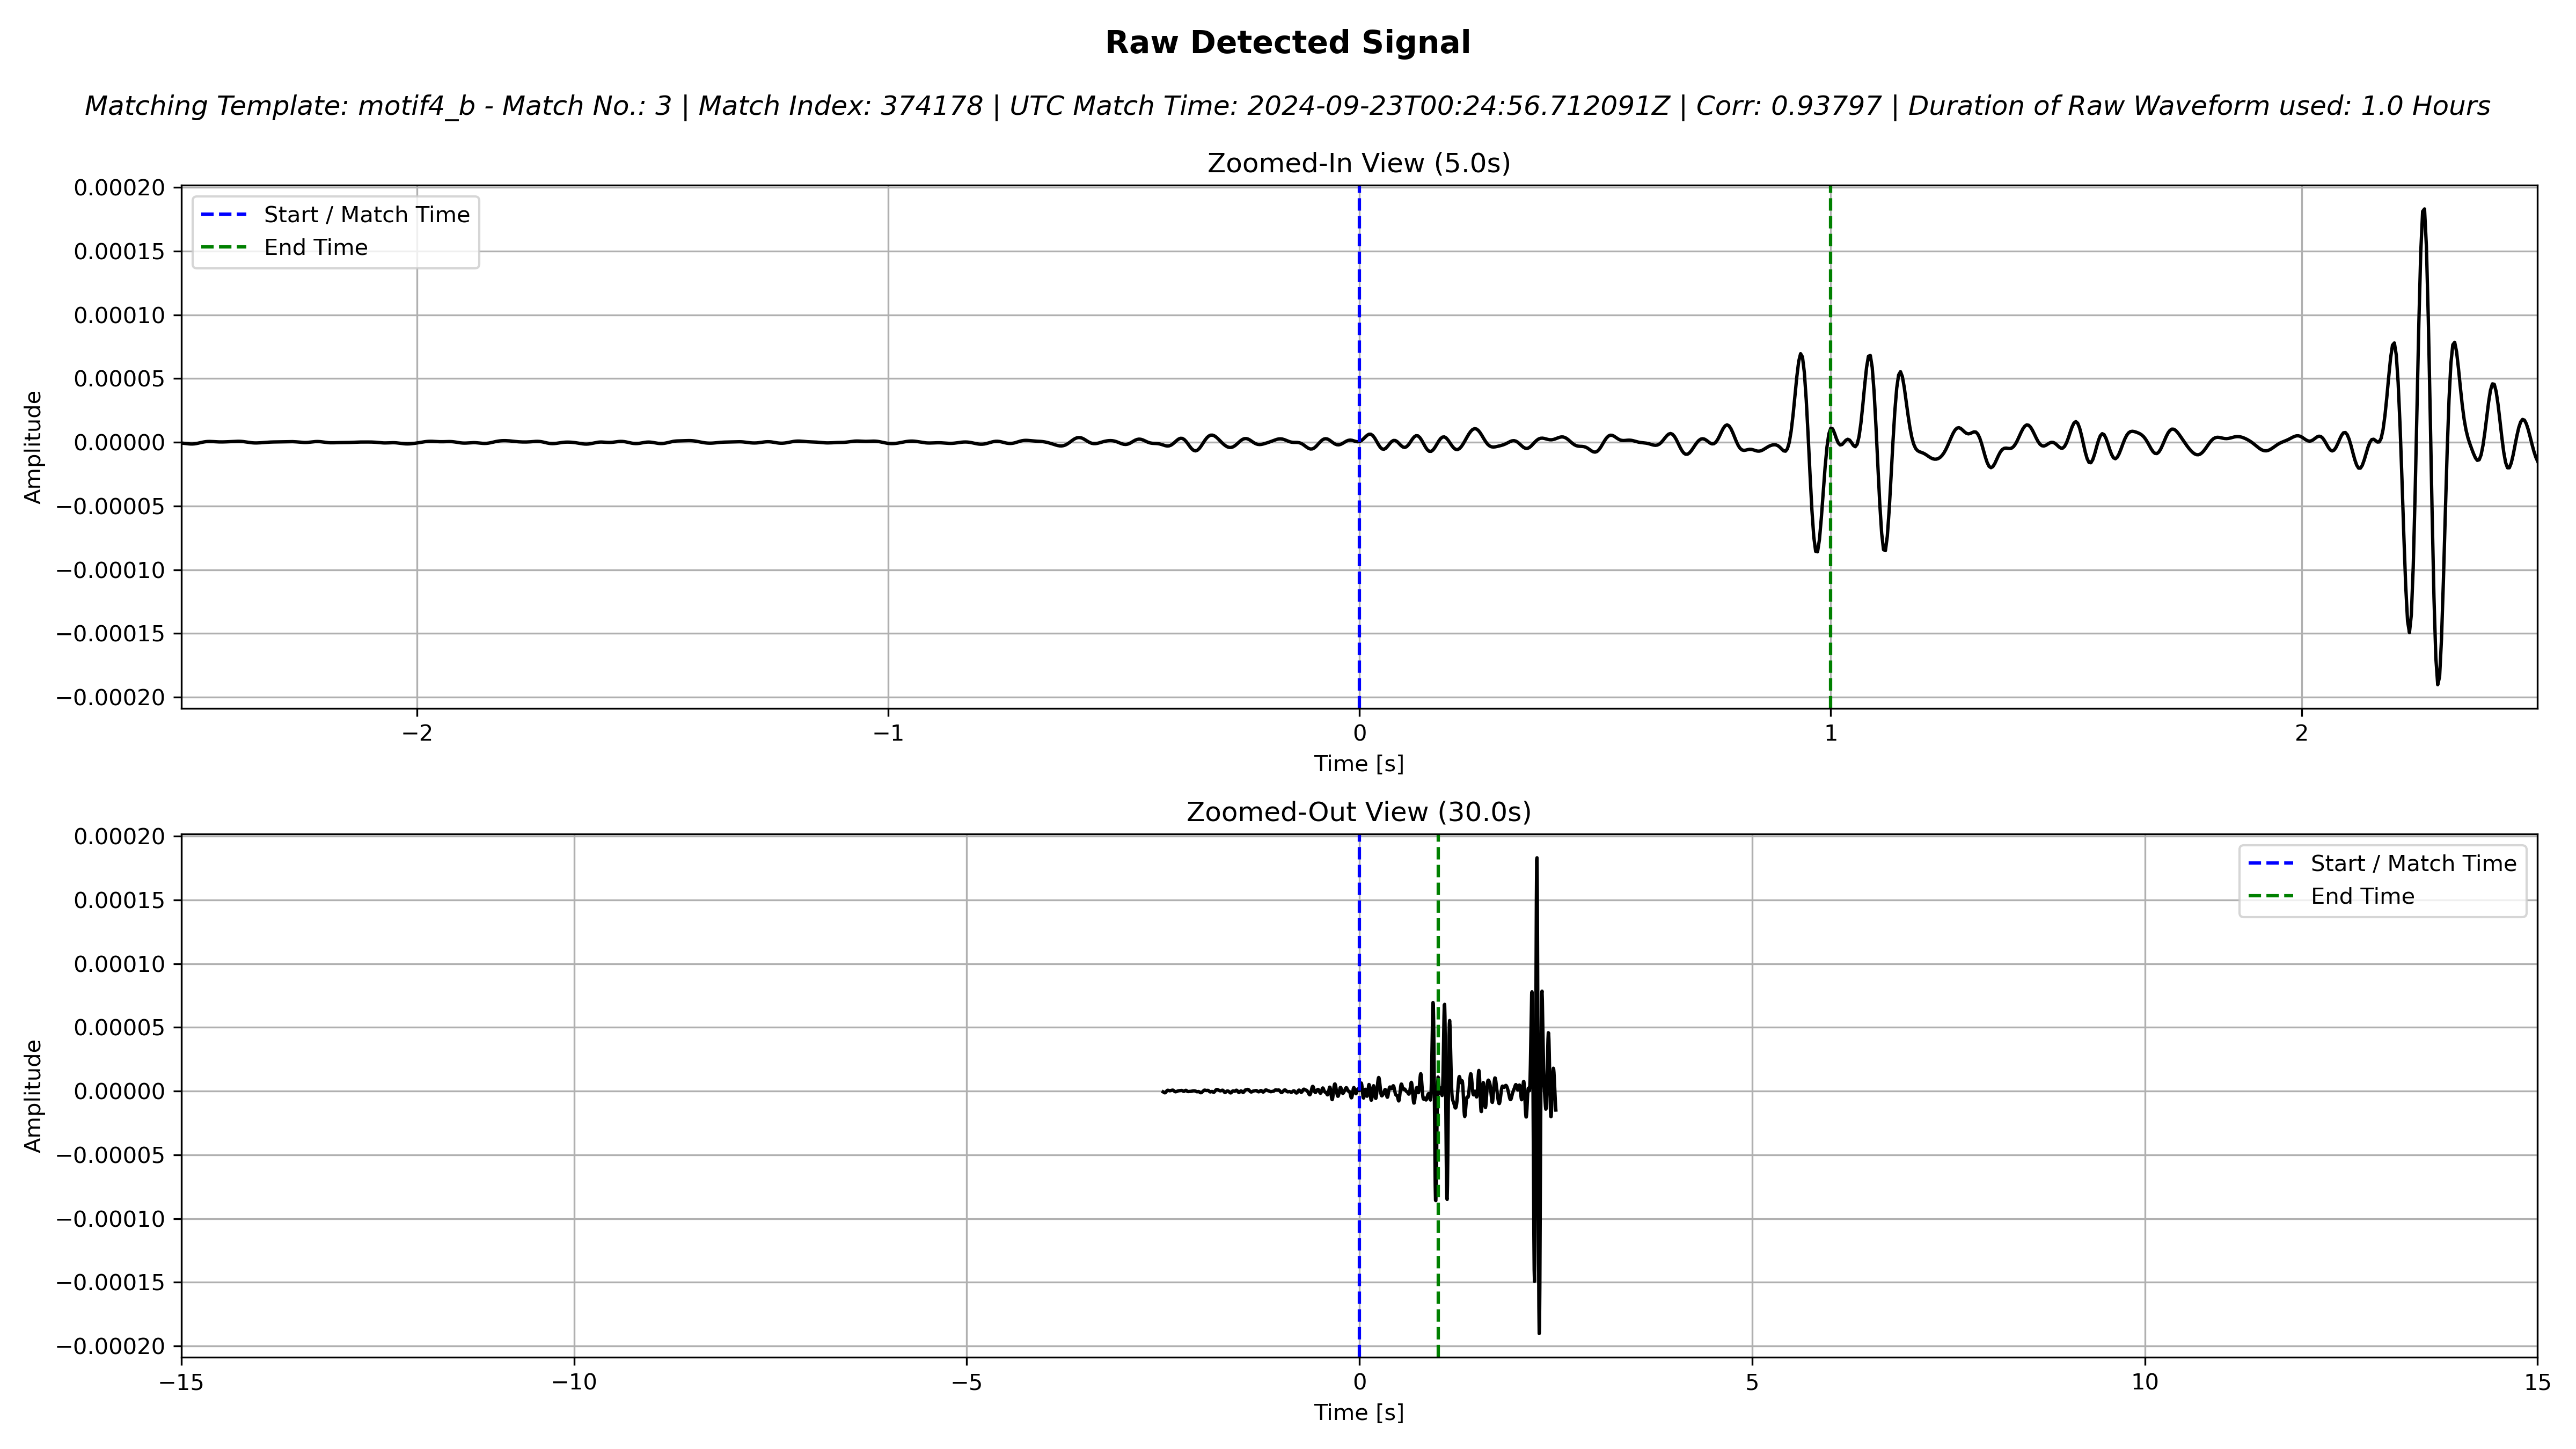 Raw Detected Signal
Matching Template: motif4_b - Match No.: 3 | Match Index: 374178 | UTC Match Time: 2024-09-23T00:24:56.712091Z | Corr: 0.93797 | Duration of Raw Waveform used: 1.0 Hours
Zoomed-In View (5.0s)
Start / Match Time
End Time
0.00020
0.00015
0.00010
0.00005
0.00000
−0.00005
−0.00010
−0.00015
−0.00020
Amplitude
−2 −1 0 1 2
Time [s]
Zoomed-Out View (30.0s)
Start / Match Time
End Time
0.00020
0.00015
0.00010
0.00005
0.00000
−0.00005
−0.00010
−0.00015
−0.00020
Amplitude
−15 −10 −5 0 5 10 15
Time [s]